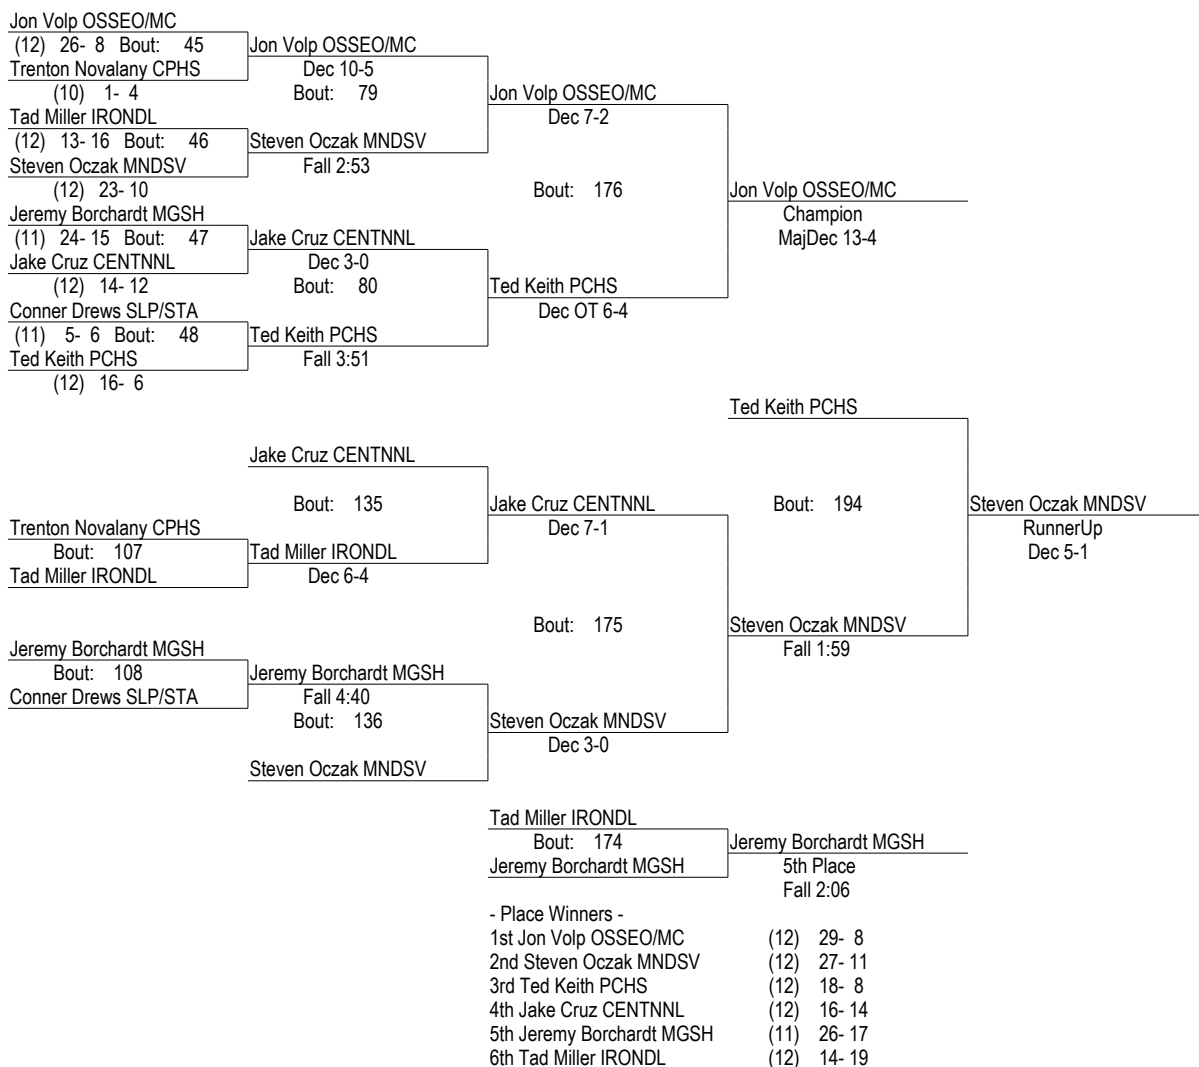 Jon Volp OSSEO/MC
(12) 26- 8 Bout: 45
Trenton Novalany CPHS
(10) 1- 4
Tad Miller IRONDL
(12) 13- 16 Bout: 46
Steven Oczak MNDSV
(12) 23- 10
Jeremy Borchardt MGSH
(11) 24- 15 Bout: 47
Jake Cruz CENTNNL
(12) 14- 12
Conner Drews SLP/STA
(11) 5- 6 Bout: 48
Ted Keith PCHS
(12) 16- 6
Jon Volp OSSEO/MC
Dec 10-5
Bout: 79
Steven Oczak MNDSV
Fall 2:53
Jake Cruz CENTNNL
Dec 3-0
Bout: 80
Ted Keith PCHS
Fall 3:51
Jon Volp OSSEO/MC
Dec 7-2
Bout: 176
Ted Keith PCHS
Dec OT 6-4
Jon Volp OSSEO/MC
Champion
MajDec 13-4
Trenton Novalany CPHS
Bout: 107
Tad Miller IRONDL
Jeremy Borchardt MGSH
Bout: 108
Conner Drews SLP/STA
Jake Cruz CENTNNL
Bout: 135
Tad Miller IRONDL
Dec 6-4
Jeremy Borchardt MGSH
Fall 4:40
Bout: 136
Steven Oczak MNDSV
Jake Cruz CENTNNL
Dec 7-1
Bout: 175
Steven Oczak MNDSV
Dec 3-0
Ted Keith PCHS
Bout: 194
Steven Oczak MNDSV
Fall 1:59
Steven Oczak MNDSV
RunnerUp
Dec 5-1
Tad Miller IRONDL
Bout: 174
Jeremy Borchardt MGSH
Jeremy Borchardt MGSH
5th Place
Fall 2:06
- Place Winners -
1st Jon Volp OSSEO/MC (12) 29- 8
2nd Steven Oczak MNDSV (12) 27- 11
3rd Ted Keith PCHS (12) 18- 8
4th Jake Cruz CENTNNL (12) 16- 14
5th Jeremy Borchardt MGSH (11) 26- 17
6th Tad Miller IRONDL (12) 14- 19